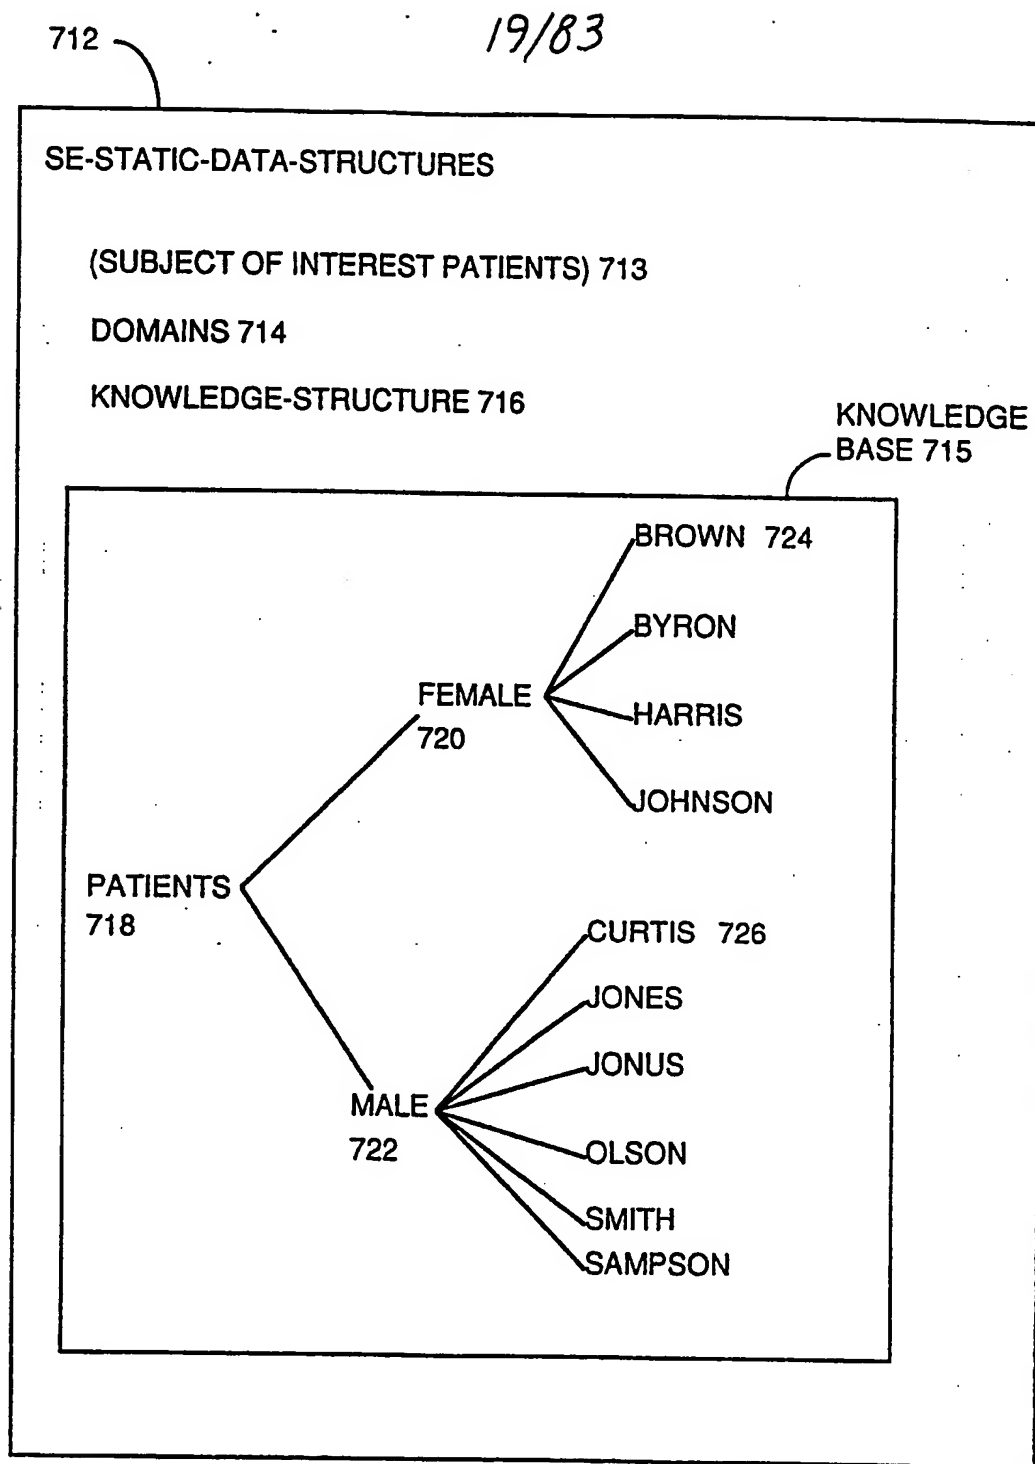 19/83
712
SE-STATIC-DATA-STRUCTURES
(SUBJECT OF INTEREST PATIENTS) 713
DOMAINS 714
KNOWLEDGE-STRUCTURE 716
KNOWLEDGE
BASE 715
BROWN 724
BYRON
FEMALE
720
HARRIS
JOHNSON
PATIENTS
718
CURTIS 726
JONES
JONUS
MALE
722
OLSON
SMITH
SAMPSON